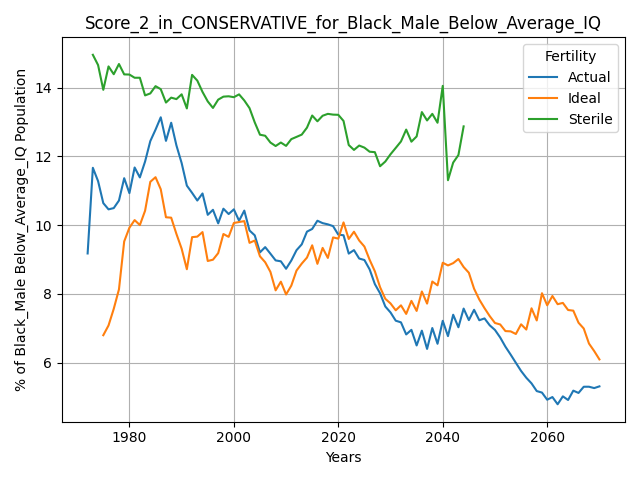 Score_2_in_CONSERVATIVE_for_Black_Male_Below_Average_IQ
% of Black_Male Below_Average_IQ Population
14
12
10
8
6
Fertility
Actual
Ideal
Sterile
1980
2000
2020
2040
2060
Years